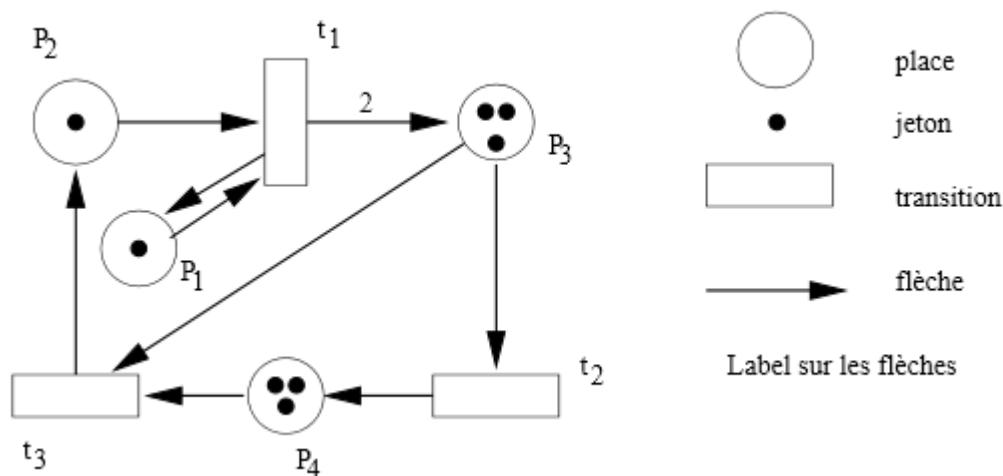 P2
t1
2
P3
P1
t2
t3
P4
place
jeton
transition
flèche
Label sur les flèches